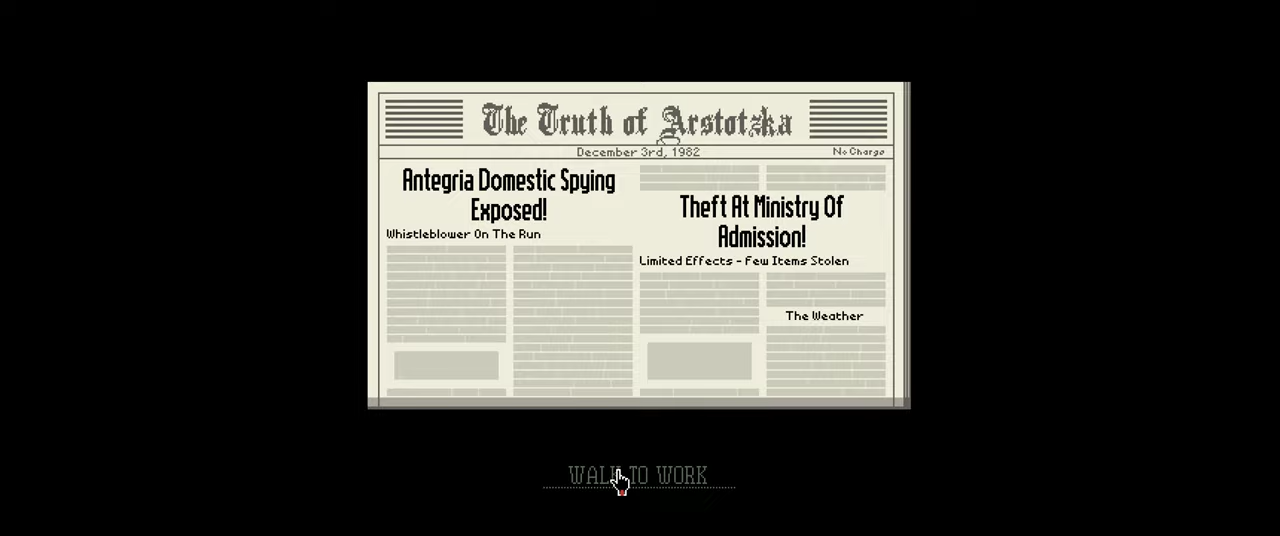 The Truth of Arstotzka
December 3rd, 1982
No Charge
Antegria Domestic Spying
Exposed!
Whistleblower On The Run
Theft At Ministry Of
Admission!
Limited Effects - Few Items Stolen
The Weather
WALK TO WORK